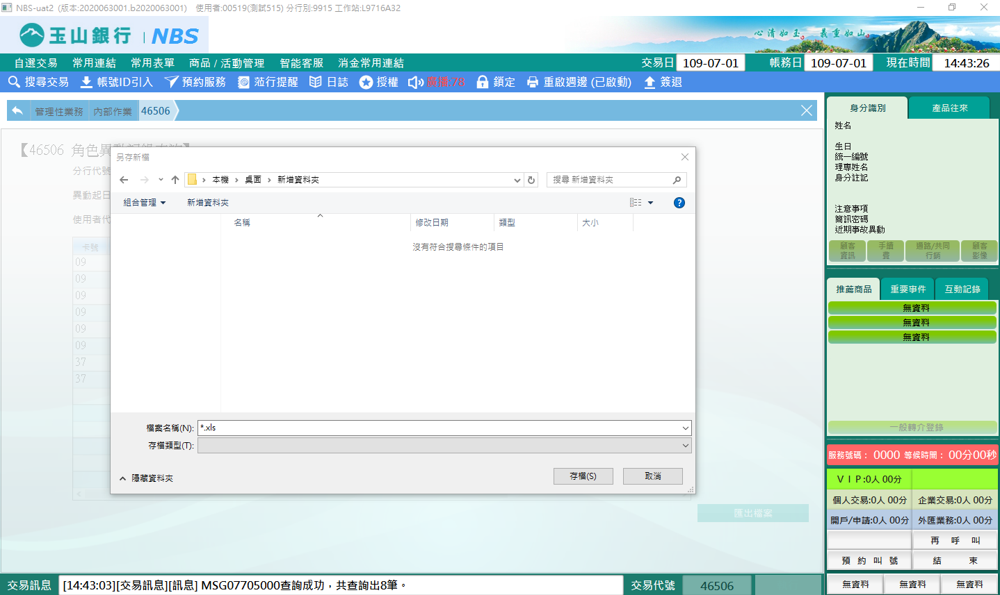 NBS-uat2 (版本:2020063001.b2020063001) 使用者:00519(測試515) 分行別:9915 工作站:L9716A32
玉山銀行 | NBS
心清如玉。義重如山。
自選交易 常用連結 常用表單 商品 / 活動管理 智能客服 消金常用連結 交易日 109-07-01 帳務日 109-07-01 現在時間 14:43:26
搜尋交易 帳號ID引入 預約服務 蒞行提醒 日誌 授權 :78 鎖定 重啟週邊 (已啟動) 簽退
管理性業務 內部作業 46506
【46506 角色異動記錄查詢】
分行代號
異動起日
使用者代
卡號
09
09
09
09
09
09
37
37
另存新檔
本機 › 桌面 › 新增資料夾
搜尋 新增資料夾
組合管理 新增資料夾
名稱 修改日期 類型 大小
沒有符合搜尋條件的項目
檔案名稱(N): *.xls
存檔類型(T):
隱藏資料夾 存檔(S) 取消
匯出檔案
身分識別 產品往來
姓名
生日
統一編號
理專姓名
身分註記
注意事項
簡訊密碼
近期事故異動
顧客資訊 手續費 通路/共同行銷 顧客影像
推薦商品 重要事件 互動記錄
無資料
無資料
無資料
一般轉介登錄
服務號碼: 0000 等候時間: 00分00秒
VIP:0人 00分
個人交易:0人 00分 企業交易:0人 00分
開戶/申請:0人 00分 外匯業務:0人 00分
再 呼 叫
預 約 叫 號 結 束
無資料 無資料 無資料
交易訊息 [14:43:03][交易訊息][訊息] MSG07705000查詢成功，共查詢出8筆。 交易代號 46506